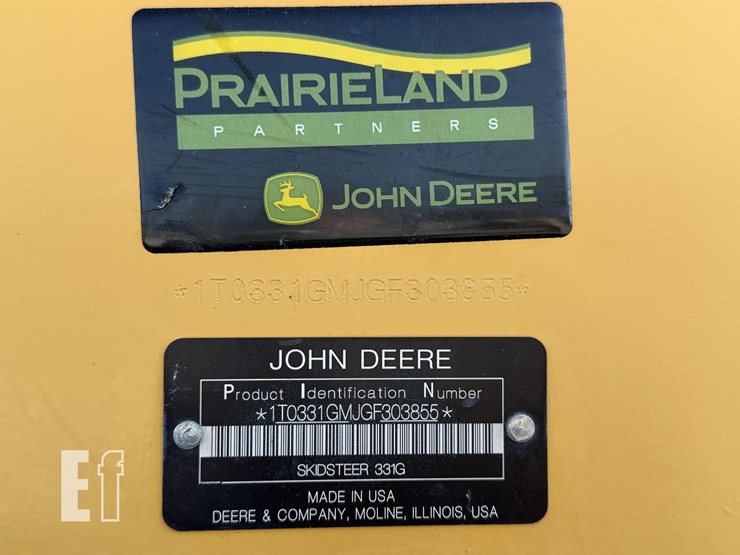 PRAIRIELAND
PARTNERS
JOHN DEERE
*1T0331GMJGF303855*
JOHN DEERE
Product Identification Number
*1T0331GMJGF303855*
SKIDSTEER 331G
MADE IN USA
DEERE & COMPANY, MOLINE, ILLINOIS, USA
Ef